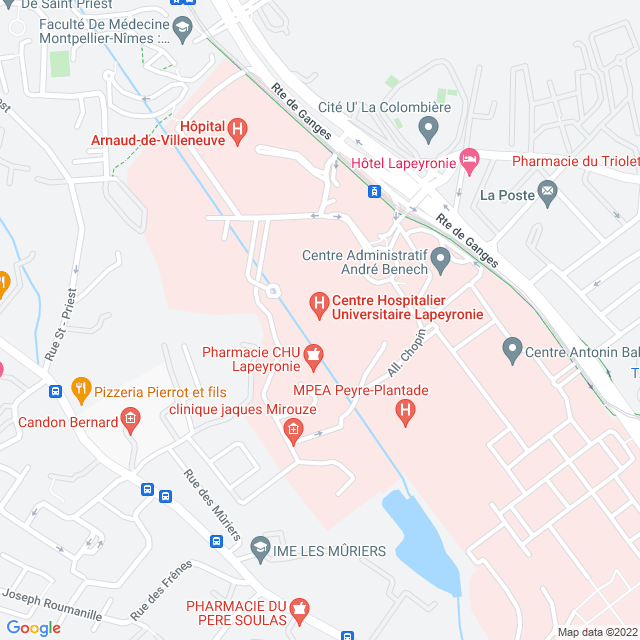 De Saint Priest
Faculté De Médecine
Montpellier-Nîmes :...
Rte de Ganges
Cité U' La Colombière
Hôpital
Arnaud-de-Villeneuve
Hôtel Lapeyronie
Pharmacie du Triolet
La Poste
Rte de Ganges
Centre Administratif
André Benech
Centre Hospitalier
Universitaire Lapeyronie
Rue St - Priest
All. Chopin
Pharmacie CHU
Lapeyronie
Centre Antonin Bal
MPEA Peyre-Plantade
Pizzeria Pierrot et fils
clinique jaques Mirouze
Candon Bernard
Rue des Mûriers
IME LES MÛRIERS
Rue des Frênes
Joseph Roumanille
PHARMACIE DU
PERE SOULAS
Google
Map data ©2022